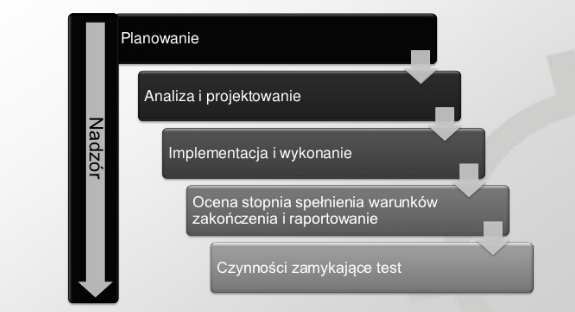 Nadzór
Planowanie
Analiza i projektowanie
Implementacja i wykonanie
Ocena stopnia spełnienia warunków
zakończenia i raportowanie
Czynności zamykające test